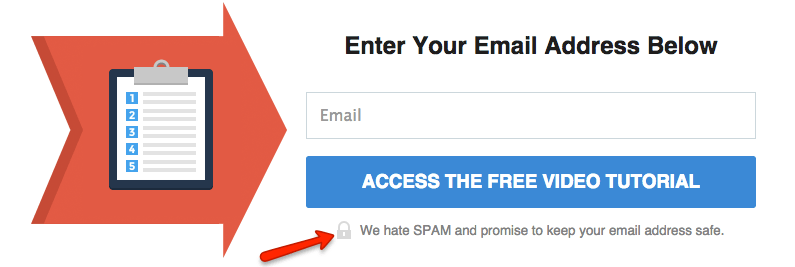 Enter Your Email Address Below
1
2
3
4
5
Email
ACCESS THE FREE VIDEO TUTORIAL
We hate SPAM and promise to keep your email address safe.